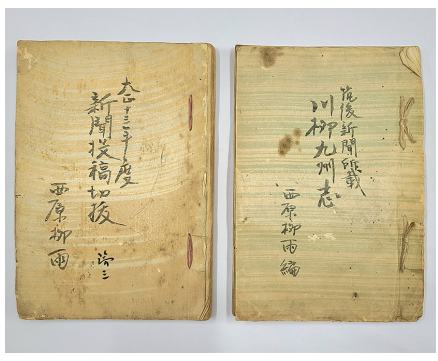 筑後新聞所載
川柳九州志
西原柳雨編
大正十三年度
新聞投稿切抜
西原柳雨